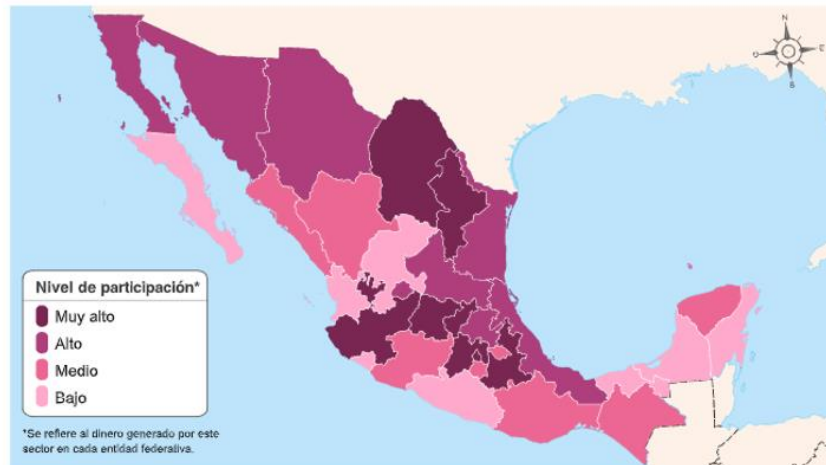 N
E
S
Nivel de participación*
Muy alto
Alto
Medio
Bajo
*Se refiere al dinero generado por este
sector en cada entidad federativa.